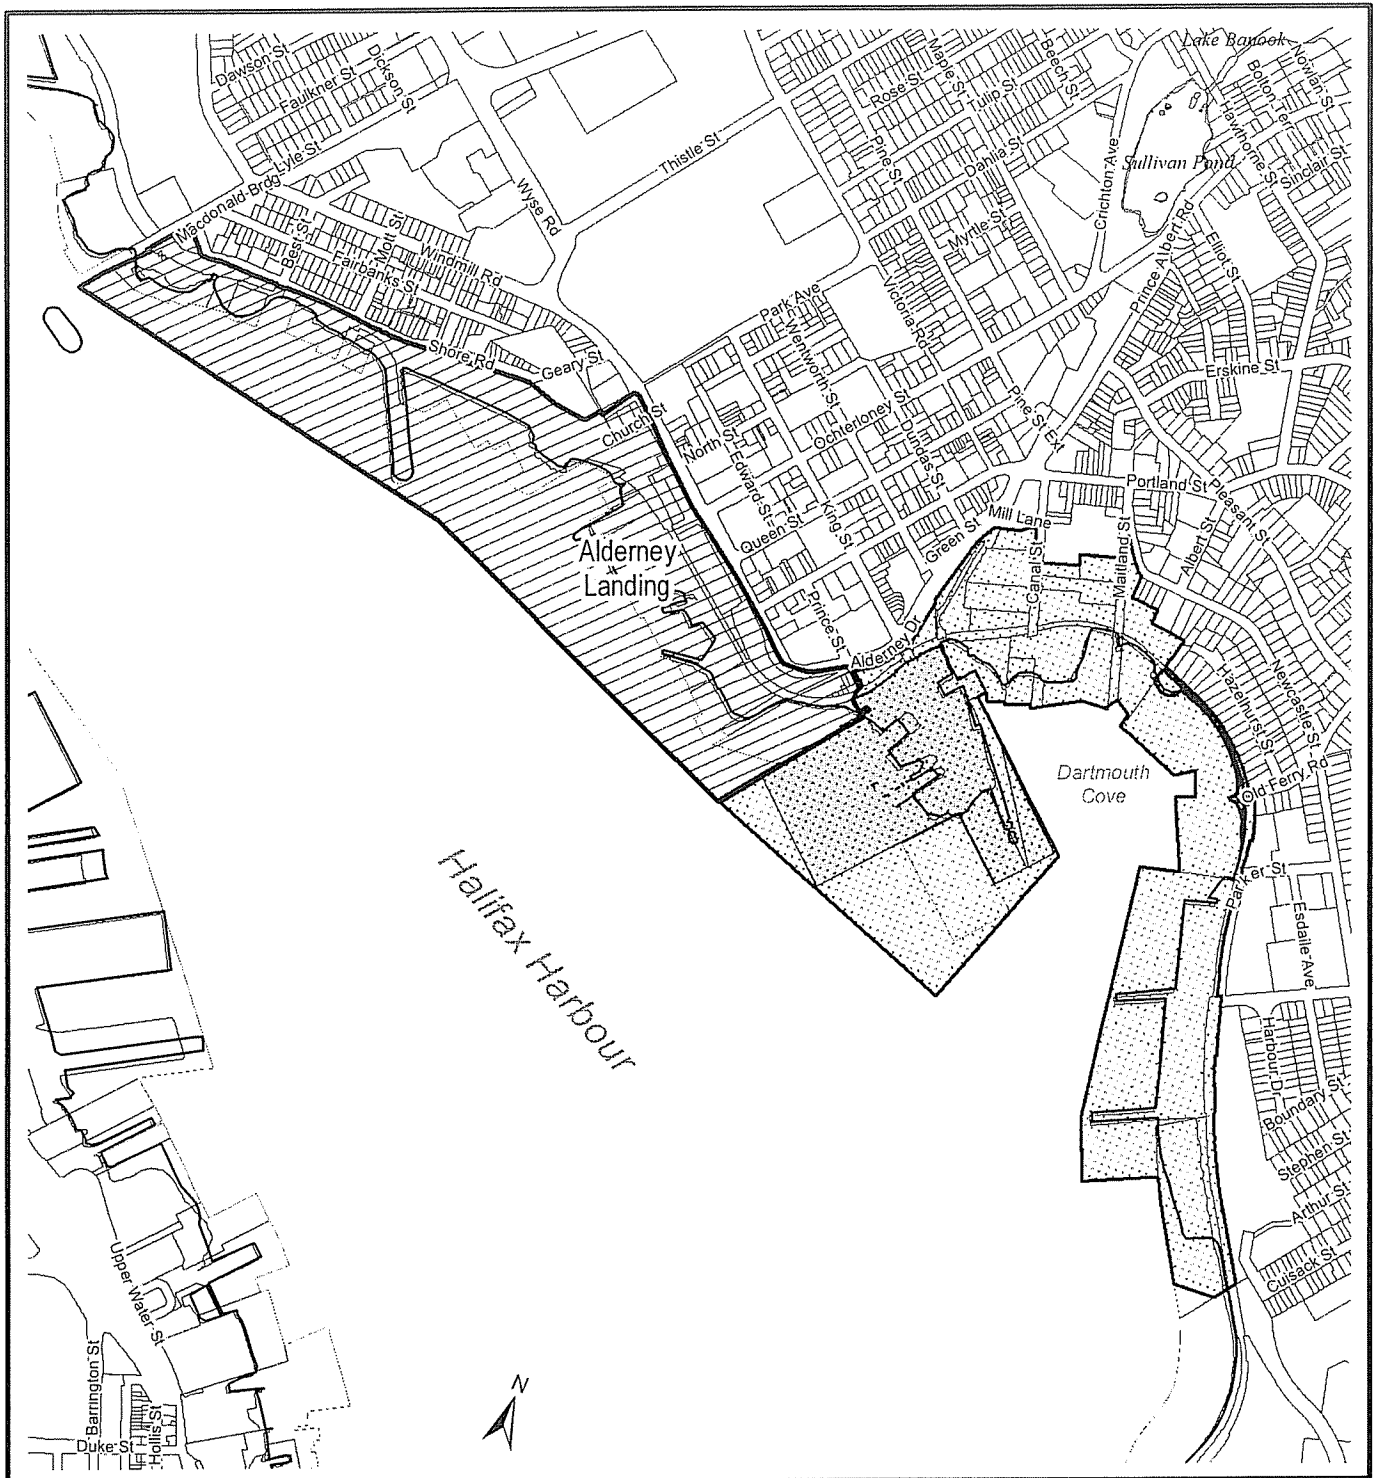 Lake Banook
Nowlan St
Bolton Terr
Hawthorne St
Sinclair St
Sullivan Pond
Dawson St
Faulkner St
Dickson St
Lyle St
Macdonald Brdg
Wyse Rd
Thistle St
Rose St
Maple St
Tulip St
Beech St
Pine St
Dahlia St
Crichton Ave
Myrtle St
Prince Albert Rd
Elliot St
Erskine St
Best St
Mott St
Fairbanks St
Windmill Rd
Shore Rd
Geary St
Park Ave
Victoria Rd
Wentworth St
Ochterloney St
Dundas St
Pine St Ext
Church St
North St
Edward St
Queen St
King St
Green St
Mill Lane
Portland St
Pleasant St
Canal St
Maitland St
Albert St
Alderney
Landing
Prince St
Alderney Dr
Hazelhurst St
Newcastle St
Old Ferry Rd
Dartmouth
Cove
Parker St
Esdaile Ave
Halifax Harbour
Harbour Dr
Boundary St
Stephen St
Arthur St
Cuisack St
Upper Water St
Barrington St
Hollis St
Duke St
N